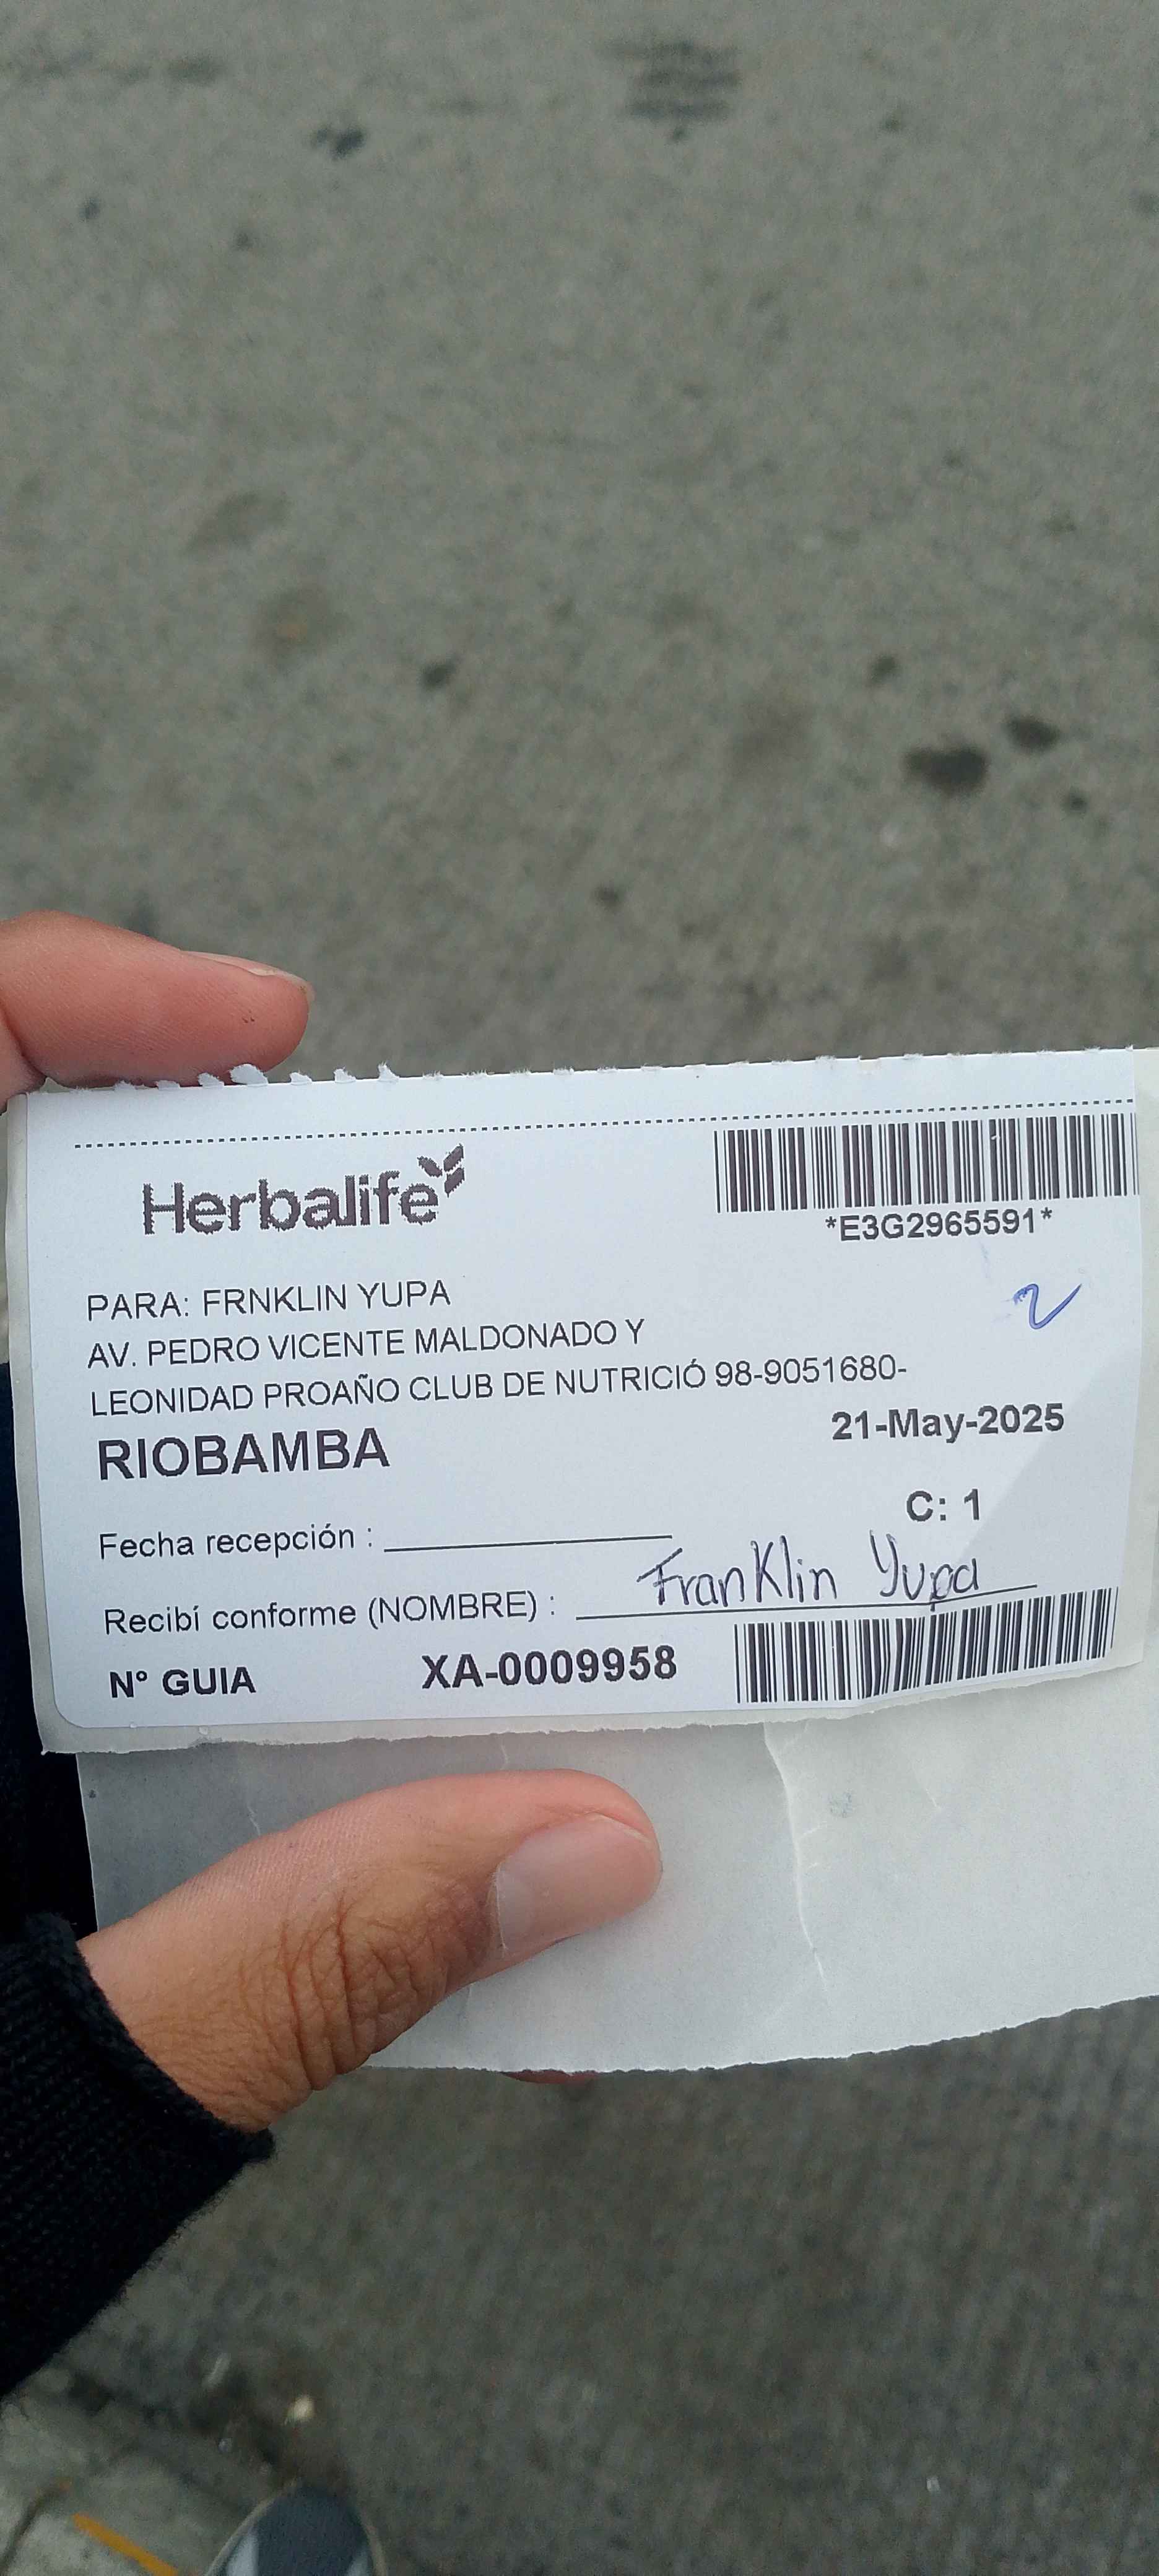 Herbalife
*E3G2965591*
PARA: FRNKLIN YUPA
AV. PEDRO VICENTE MALDONADO Y
LEONIDAD PROAÑO CLUB DE NUTRICIÓ 98-9051680-
RIOBAMBA
21-May-2025
C: 1
Fecha recepción :
Recibí conforme (NOMBRE) : Franklin Yupa
Nº GUIA XA-0009958